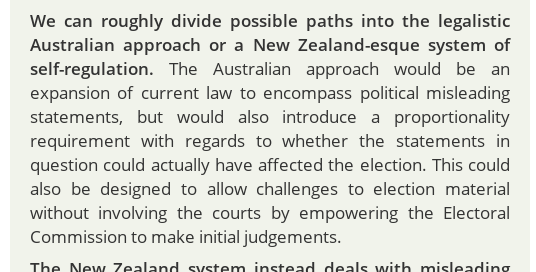 We can roughly divide possible paths into the legalistic
Australian approach or a New Zealand-esque system of
self-regulation. The Australian approach would be an
expansion of current law to encompass political misleading
statements, but would also introduce a proportionality
requirement with regards to whether the statements in
question could actually have affected the election. This could
also be designed to allow challenges to election material
without involving the courts by empowering the Electoral
Commission to make initial judgements.
The New Zealand system instead deals with misleading